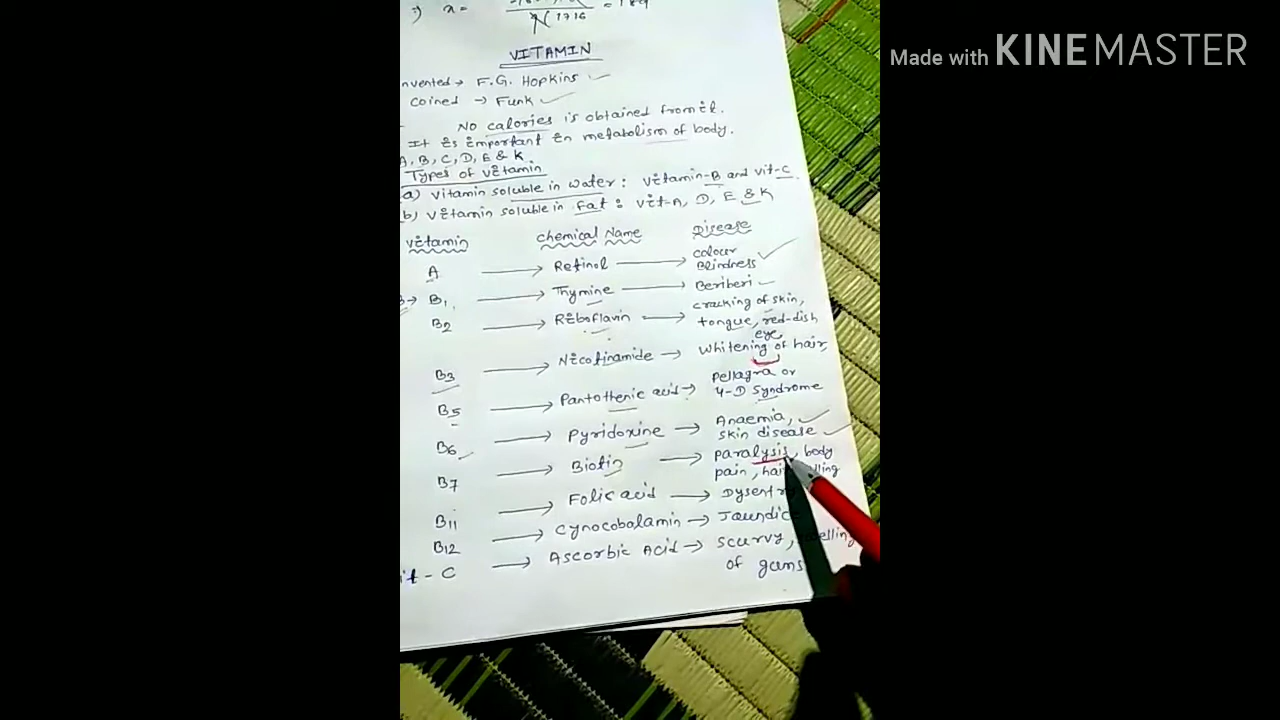 Made with KINEMASTER
x= 1716
VITAMIN
nvented → F.G. Hopkins
coined → Funk
No calories is obtained from it.
It is important in metabolism of body.
A, B, C, D, E & K
Types of vitamin
(a) Vitamin soluble in water: Vitamin-B and vit-C
(b) Vitamin soluble in Fat: Vit-A, D, E & K
Vitamin Chemical Name Disease
A → Retinol → colour Blindness
B1 → Thymine → Beriberi
B2 → Riboflavin → cracking of skin, tongue, red-dish eye
B3 → Nicotinamide → Whitening of hair,
B5 → Pantothenic acid → Pellagra or 4-D Syndrome
B6 → Pyridoxine → Anaemia, skin disease
B7 → Biotin → Paralysis, body pain, hair
B11 → Folic acid → Dysentr
B12 → Cynocobalamin → Jaundic
it - C → Ascorbic Acid → Scurvy, of gums